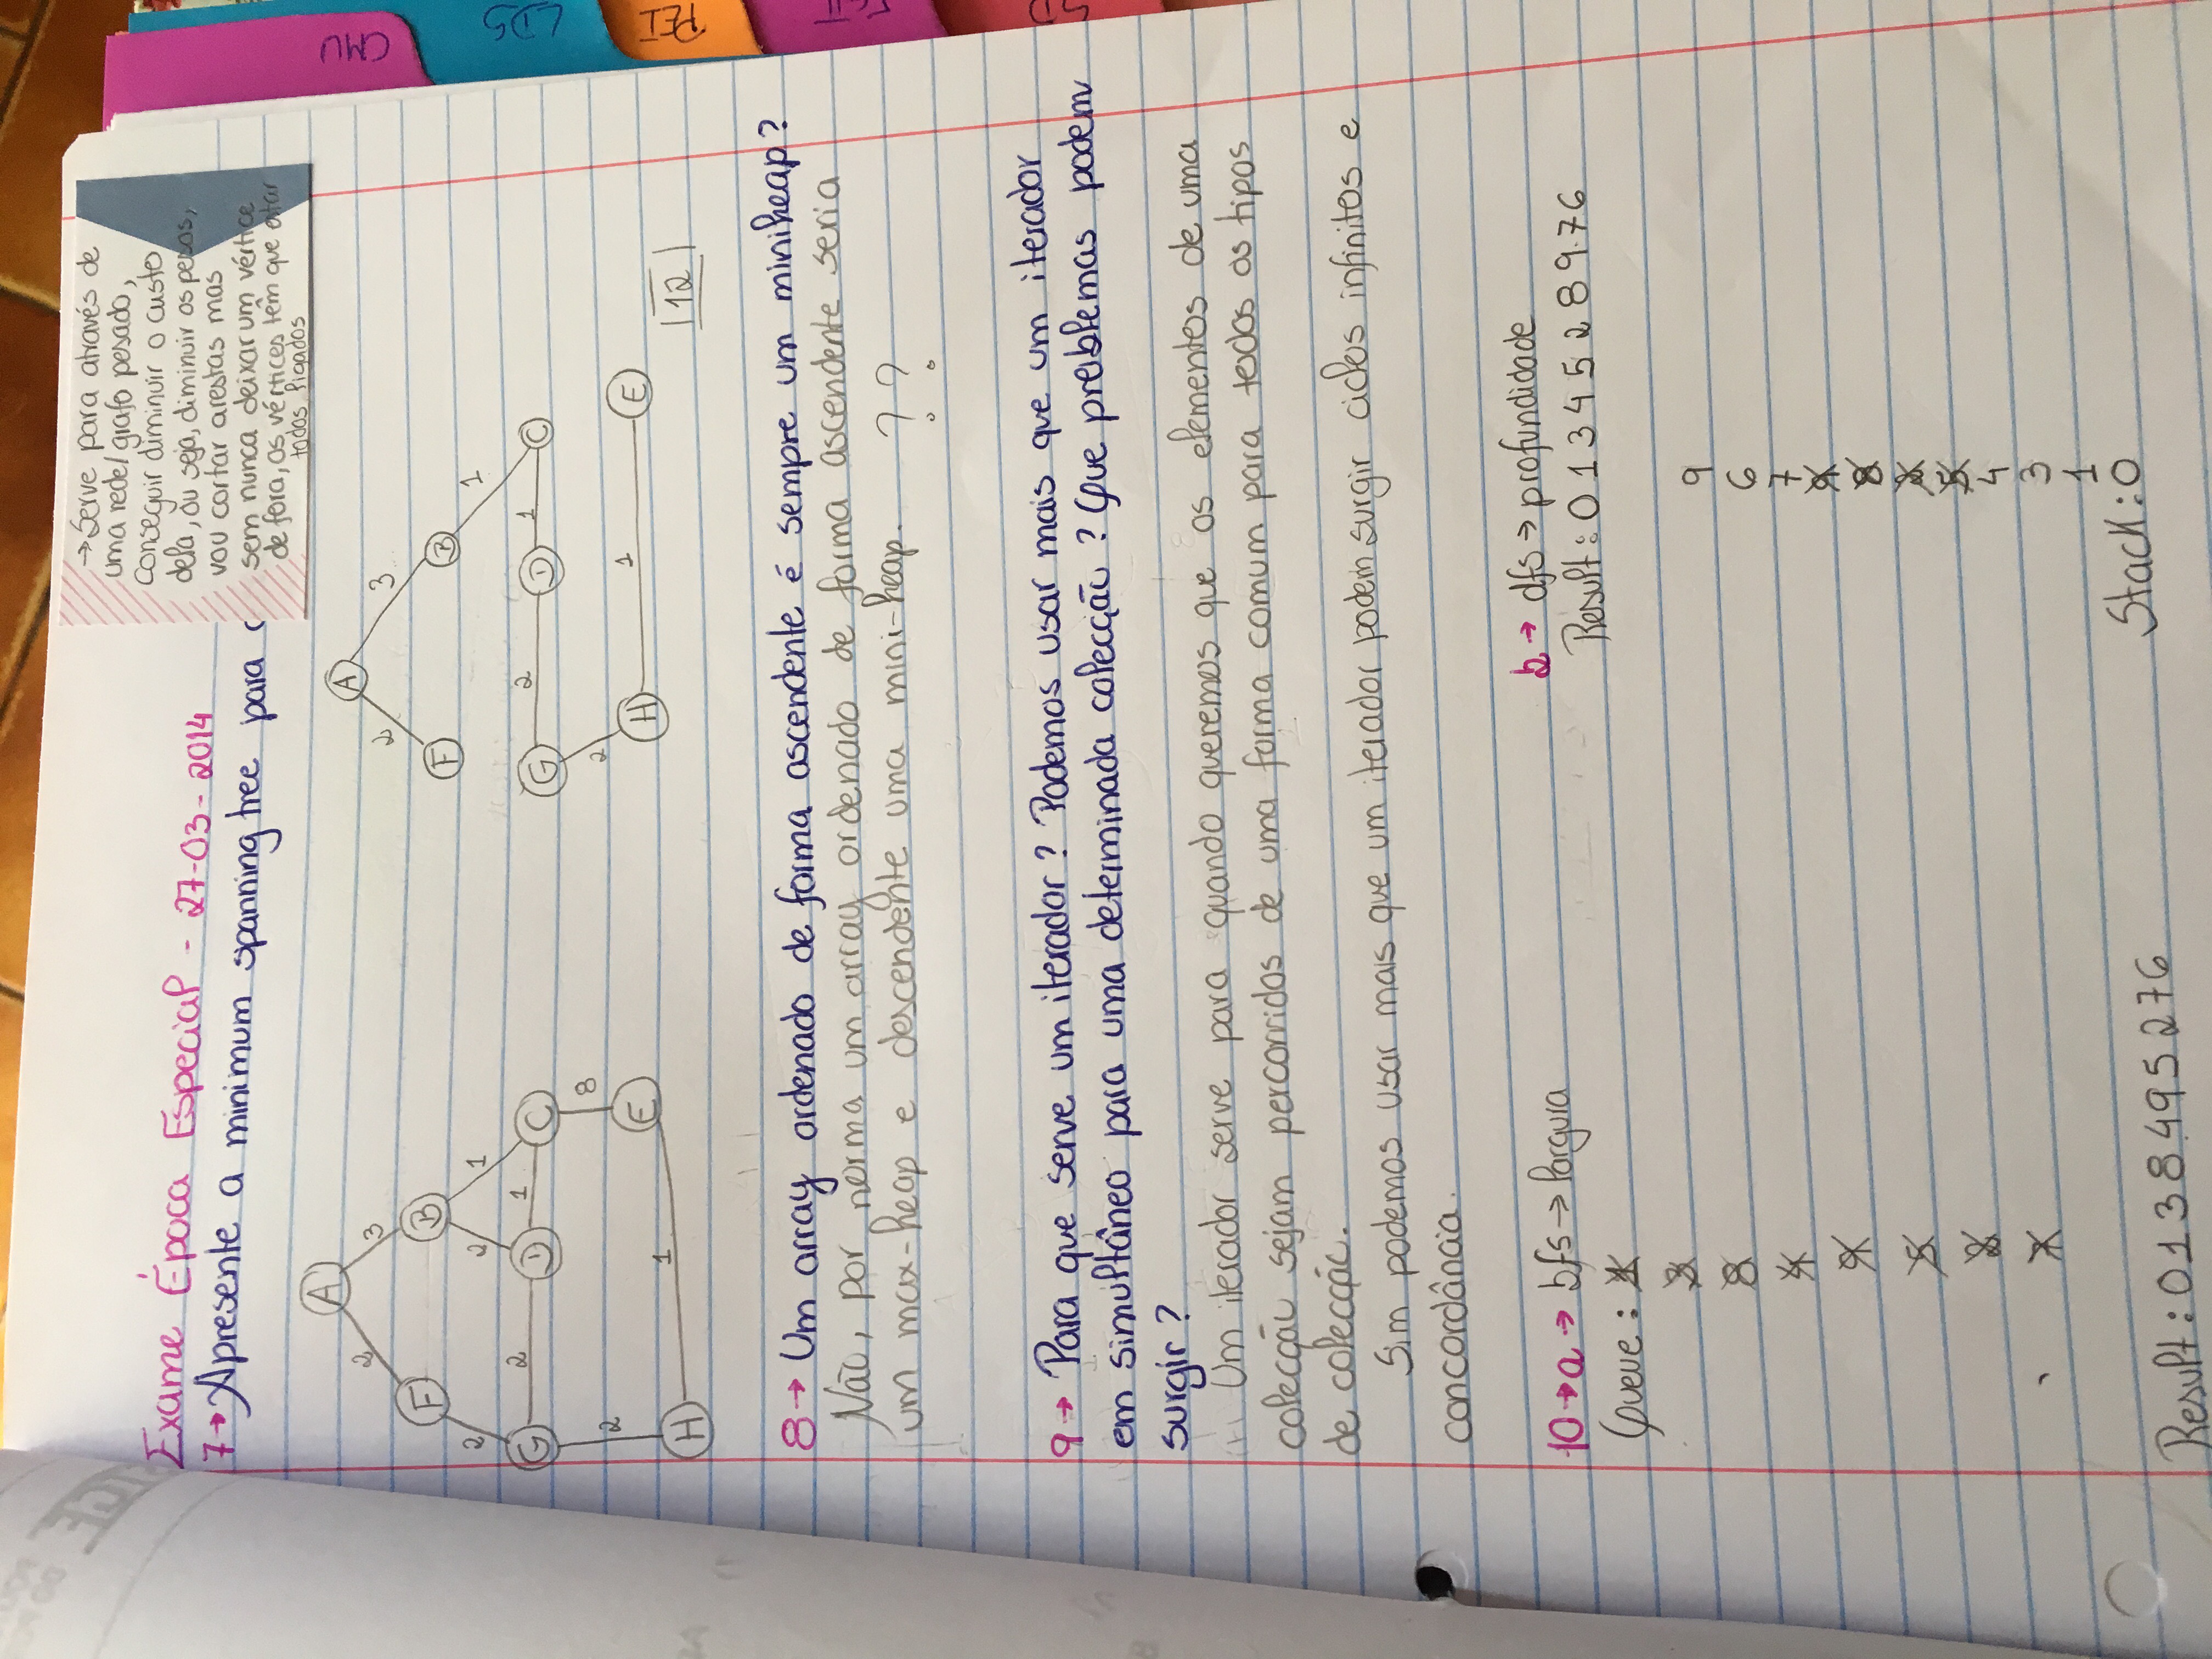 Exame Época Especial - 27-03-2014
7→ Apresente a minimum spanning tree para
→ Serve para através de
uma rede/grafo pesado,
conseguir diminuir o custo
dela, ou seja, diminuir os pesos,
vou cortar arestas mas
sem nunca deixar um vértice
de fora, os vértices têm que estar
todos ligados
A
2
3
F
B
2
2
1
G
2
D
1
C
2
8
E
H
1
A
2
3
F
B
1
G
2
D
1
C
2
H
1
E
12
8→ Um array ordenado de forma ascendente é sempre um miniheap?
Não, por norma um array ordenado de forma ascendente seria
um max-heap e descendente uma mini-heap. ??
9→ Para que serve um iterador? Podemos usar mais que um iterador
em simultâneo para uma determinada colecção? Que problemas podem
surgir?
Um iterador serve para quando queremos que os elementos de uma
colecção sejam percorridos de uma forma comum para todos os tipos
de colecção.
Sim podemos usar mais que um iterador podem surgir ciclos infinitos e
concordância.
10→a→ bfs→ largura
Queue: 1
3
8
4
9
5
2
7
Result: 0 1 3 8 4 9 5 2 7 6
b→ dfs→ profundidade
Result: 0 1 3 4 5 2 8 9 7 6
9
6
7
9
8
2
5
4
3
1
Stack: 0
CMU
LDS
PEI
SD